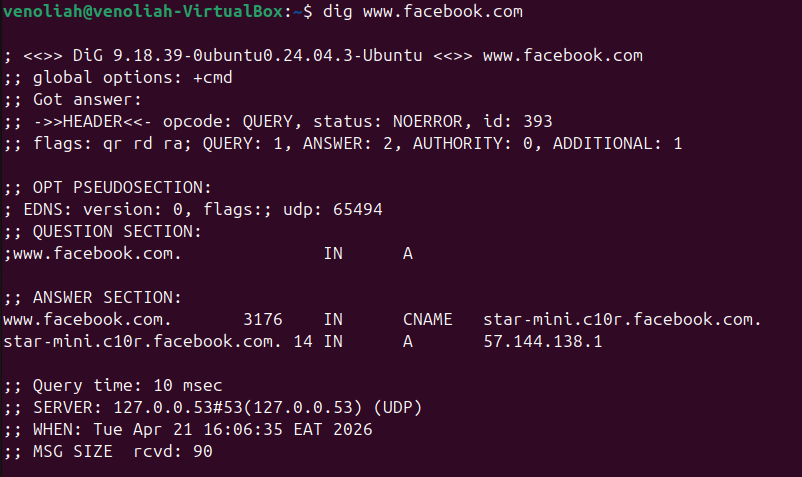 venoliah@venoliah-VirtualBox:~$ dig www.facebook.com
; <<>> DiG 9.18.39-0ubuntu0.24.04.3-Ubuntu <<>> www.facebook.com
;; global options: +cmd
;; Got answer:
;; ->>HEADER<<- opcode: QUERY, status: NOERROR, id: 393
;; flags: qr rd ra; QUERY: 1, ANSWER: 2, AUTHORITY: 0, ADDITIONAL: 1
;; OPT PSEUDOSECTION:
; EDNS: version: 0, flags:; udp: 65494
;; QUESTION SECTION:
;www.facebook.com. IN A
;; ANSWER SECTION:
www.facebook.com. 3176 IN CNAME star-mini.c10r.facebook.com.
star-mini.c10r.facebook.com. 14 IN A 57.144.138.1
;; Query time: 10 msec
;; SERVER: 127.0.0.53#53(127.0.0.53) (UDP)
;; WHEN: Tue Apr 21 16:06:35 EAT 2026
;; MSG SIZE  rcvd: 90